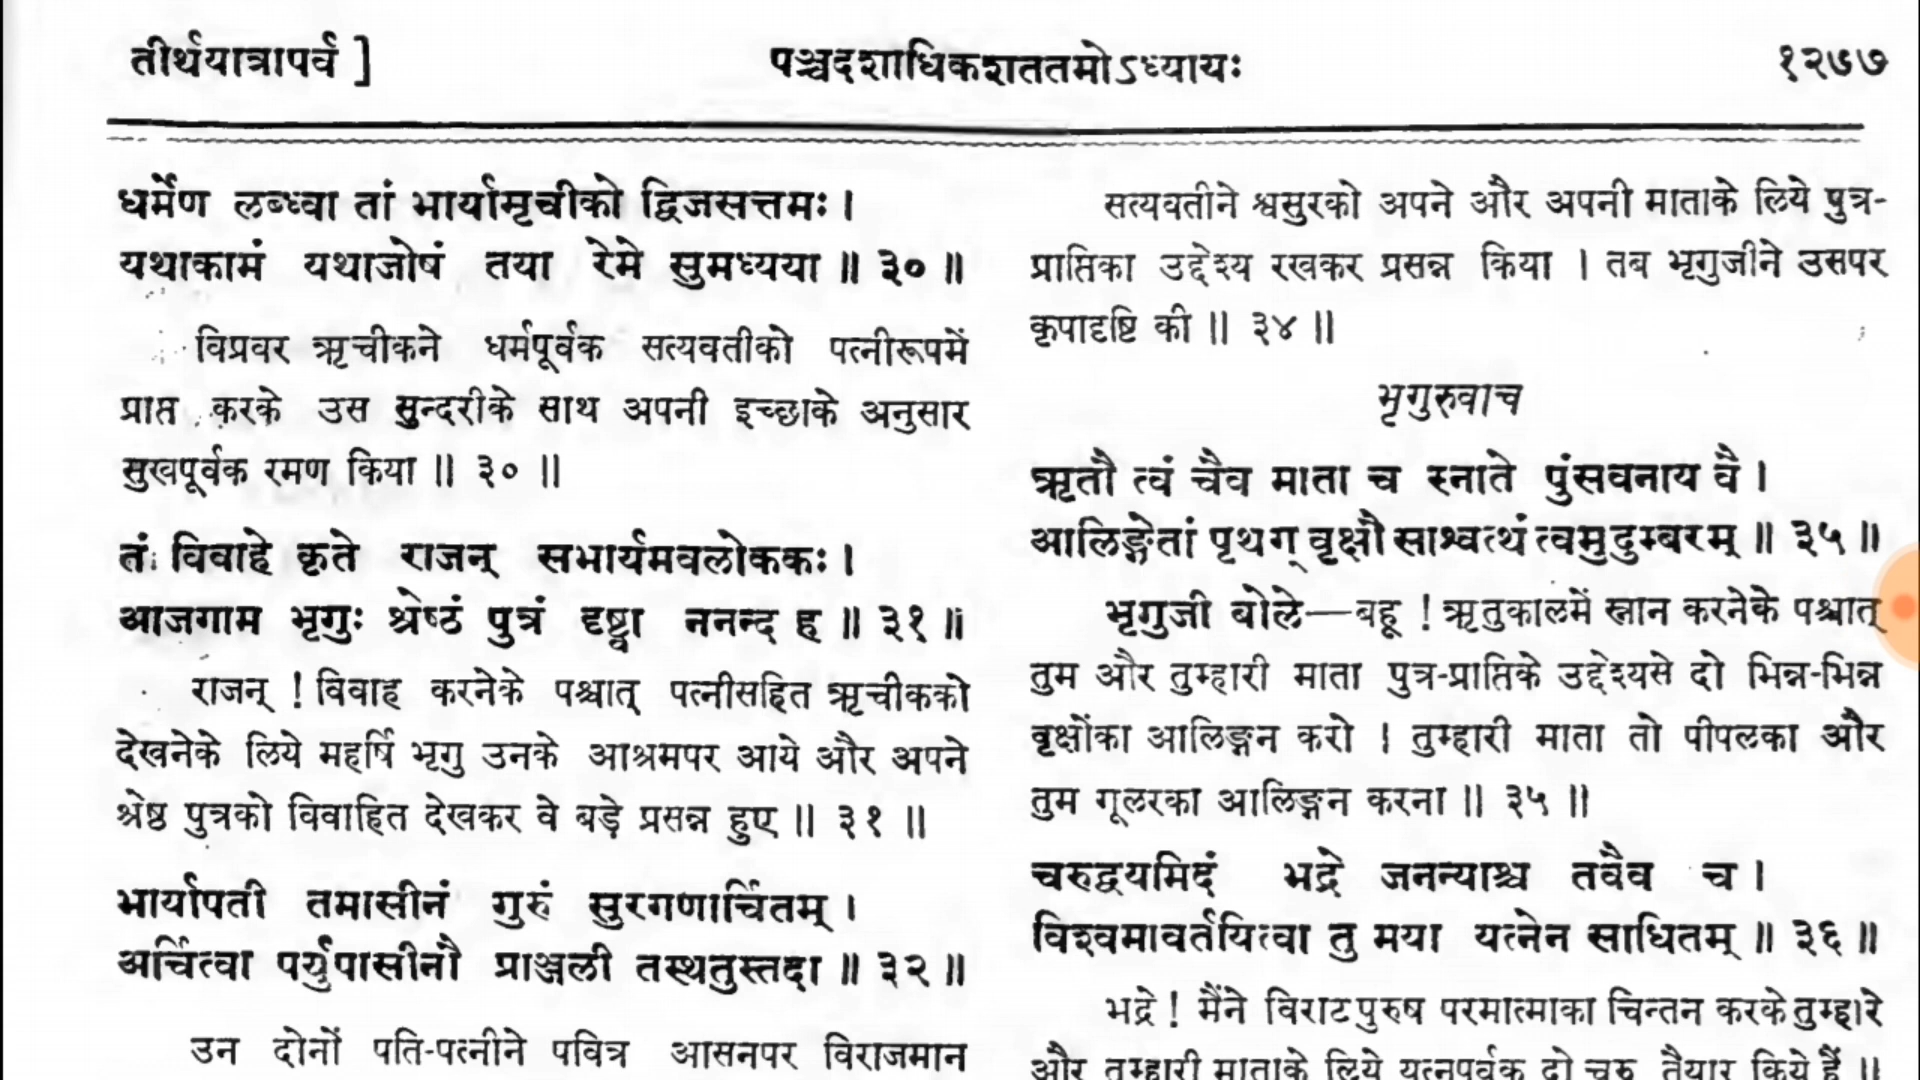 तीर्थयात्रापर्व ]
पञ्चदशाधिकशततमोऽध्यायः
१२७७
धर्मेण लब्ध्वा तां भार्यामृचीको द्विजसत्तमः ।
यथाकामं यथाजोषं तया रेमे सुमध्यया ॥ ३० ॥
विप्रवर ऋचीकने धर्मपूर्वक सत्यवतीको पत्नीरूपमें
प्राप्त करके उस सुन्दरीके साथ अपनी इच्छाके अनुसार
सुखपूर्वक रमण किया ॥ ३० ॥
तं विवाहे कृते राजन् सभार्यमवलोककः ।
आजगाम भृगुः श्रेष्ठं पुत्रं दृष्ट्वा ननन्द ह ॥ ३१ ॥
राजन् ! विवाह करनेके पश्चात् पत्नीसहित ऋचीकको
देखनेके लिये महर्षि भृगु उनके आश्रमपर आये और अपने
श्रेष्ठ पुत्रको विवाहित देखकर वे बड़े प्रसन्न हुए ॥ ३१ ॥
भार्यापती तमासीनं गुरुं सुरगणार्चितम् ।
अर्चित्वा पर्युपासीनौ प्राञ्जली तस्थतुस्तदा ॥ ३२ ॥
उन दोनों पति-पत्नीने पवित्र आसनपर विराजमान
सत्यवतीने श्वसुरको अपने और अपनी माताके लिये पुत्र-
प्राप्तिका उद्देश्य रखकर प्रसन्न किया । तब भृगुजीने उसपर
कृपादृष्टि की ॥ ३४ ॥
भृगुरुवाच
ऋतौ त्वं चैव माता च स्नाते पुंसवनाय वै ।
आलिङ्गेतां पृथग् वृक्षौ साश्वत्थं त्वमुदुम्बरम् ॥ ३५ ॥
भृगुजी बोले—बहू ! ऋतुकालमें स्नान करनेके पश्चात्
तुम और तुम्हारी माता पुत्र-प्राप्तिके उद्देश्यसे दो भिन्न-भिन्न
वृक्षोंका आलिङ्गन करो । तुम्हारी माता तो पीपलका और
तुम गूलरका आलिङ्गन करना ॥ ३५ ॥
चरुद्वयमिदं भद्रे जनन्याश्च तवैव च ।
विश्वमावर्तयित्वा तु मया यत्नेन साधितम् ॥ ३६ ॥
भद्रे ! मैंने विराटपुरुष परमात्माका चिन्तन करके तुम्हारे
और तुम्हारी माताके लिये यत्नपूर्वक दो चरु तैयार किये हैं ॥